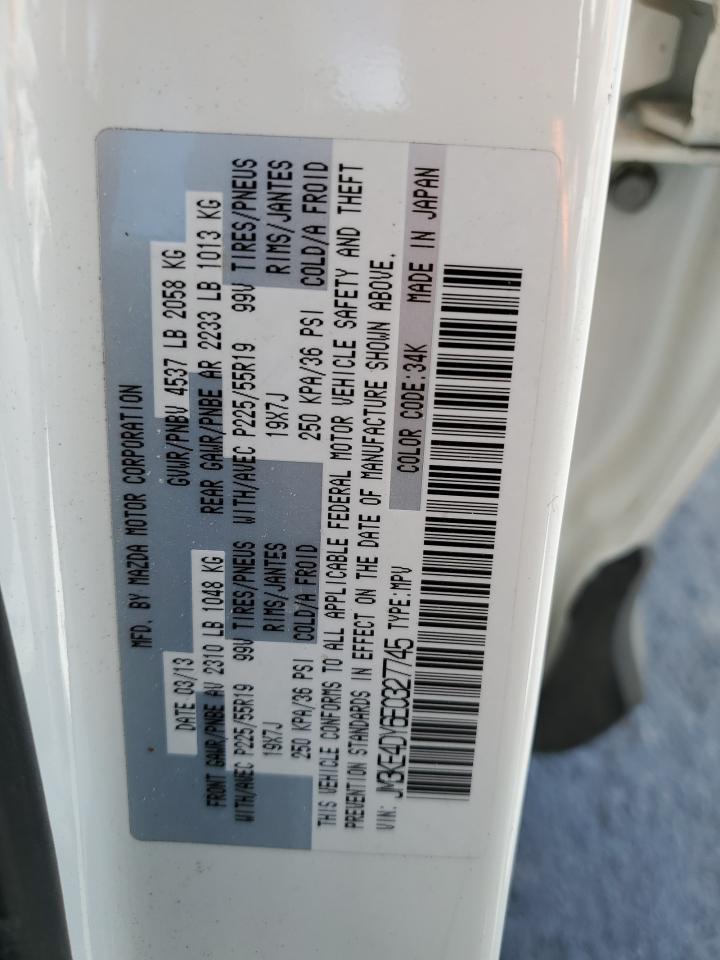 MFD. BY MAZDA MOTOR CORPORATION
DATE 03/13 GVWR/PNBV 4537 LB 2058 KG
FRONT GAWR/PNBE AV 2310 LB 1048 KG REAR GAWR/PNBE AR 2233 LB 1013 KG
WITH/AVEC P225/55R19 99V TIRES/PNEUS WITH/AVEC P225/55R19 99V TIRES/PNEUS
19X7J RIMS/JANTES 19X7J RIMS/JANTES
250 KPA/36 PSI COLD/A FROID 250 KPA/36 PSI COLD/A FROID
THIS VEHICLE CONFORMS TO ALL APPLICABLE FEDERAL MOTOR VEHICLE SAFETY AND THEFT
PREVENTION STANDARDS IN EFFECT ON THE DATE OF MANUFACTURE SHOWN ABOVE.
VIN: JM3KE4DY6E0327745 TYPE:MPV COLOR CODE:34K MADE IN JAPAN